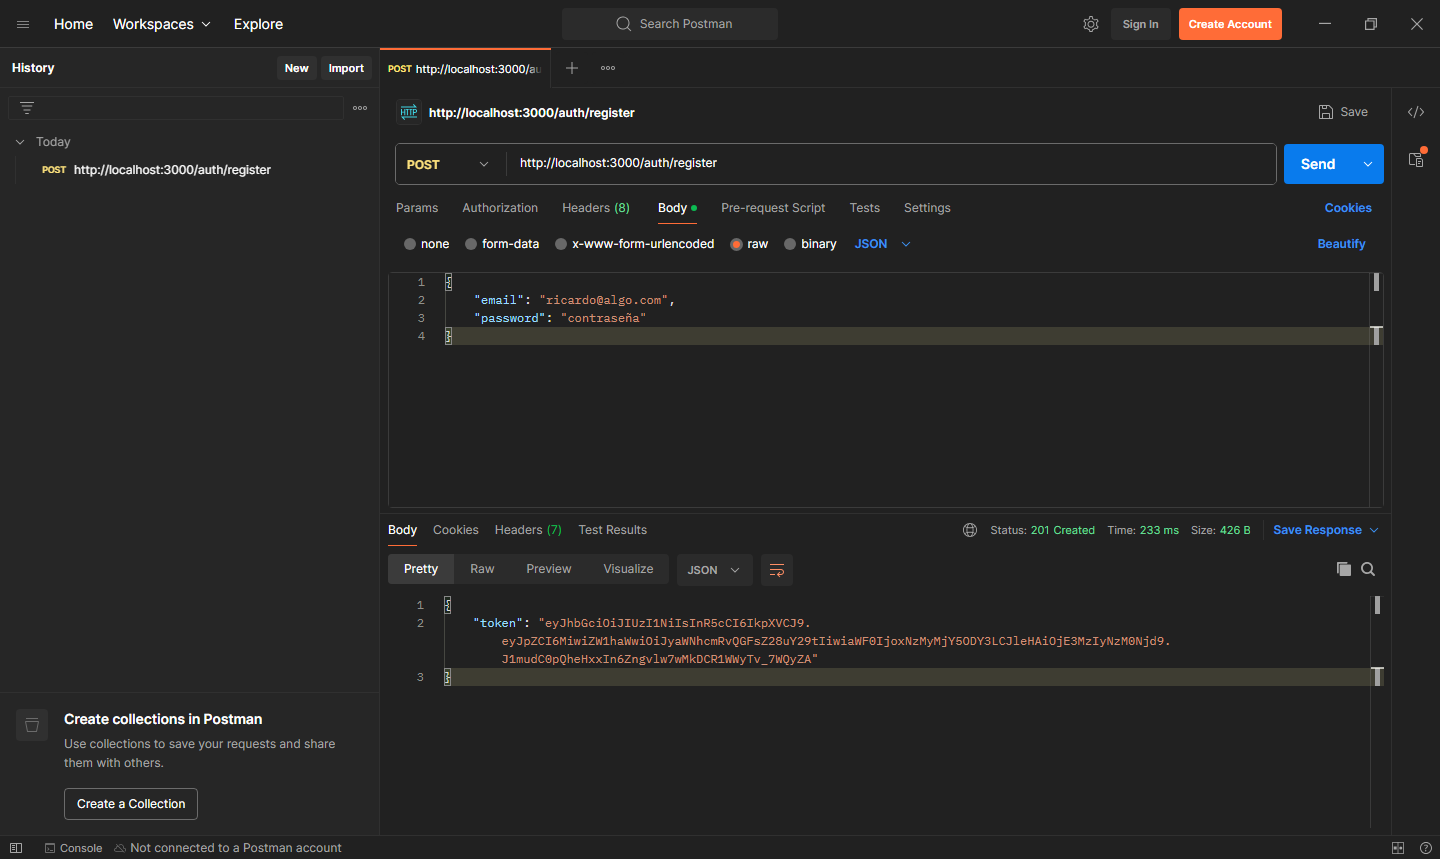 Home Workspaces Explore Search Postman Sign In Create Account
History New Import
POST http://localhost:3000/au
HTTP http://localhost:3000/auth/register Save
Today
POST http://localhost:3000/auth/register
POST http://localhost:3000/auth/register Send
Params Authorization Headers (8) Body Pre-request Script Tests Settings Cookies
none form-data x-www-form-urlencoded raw binary JSON Beautify
1 {
2 "email": "ricardo@algo.com",
3 "password": "contraseña"
4 }
Body Cookies Headers (7) Test Results Status: 201 Created Time: 233 ms Size: 426 B Save Response
Pretty Raw Preview Visualize JSON
1 {
2 "token": "eyJhbGciOiJIUzI1NiIsInR5cCI6IkpXVCJ9.
eyJpZCI6MiwiZW1haWwiOiJyaWNhcmRvQGFsZ28uY29tIiwiaWF0IjoxNzMyMjY5ODY3LCJleHAiOjE3MzIyNzM0Njd9.
J1mudC0pQheHxxIn6Zngvlw7wMkDCR1WWyTv_7WQyZA"
3 }
Create collections in Postman
Use collections to save your requests and share
them with others.
Create a Collection
Console Not connected to a Postman account